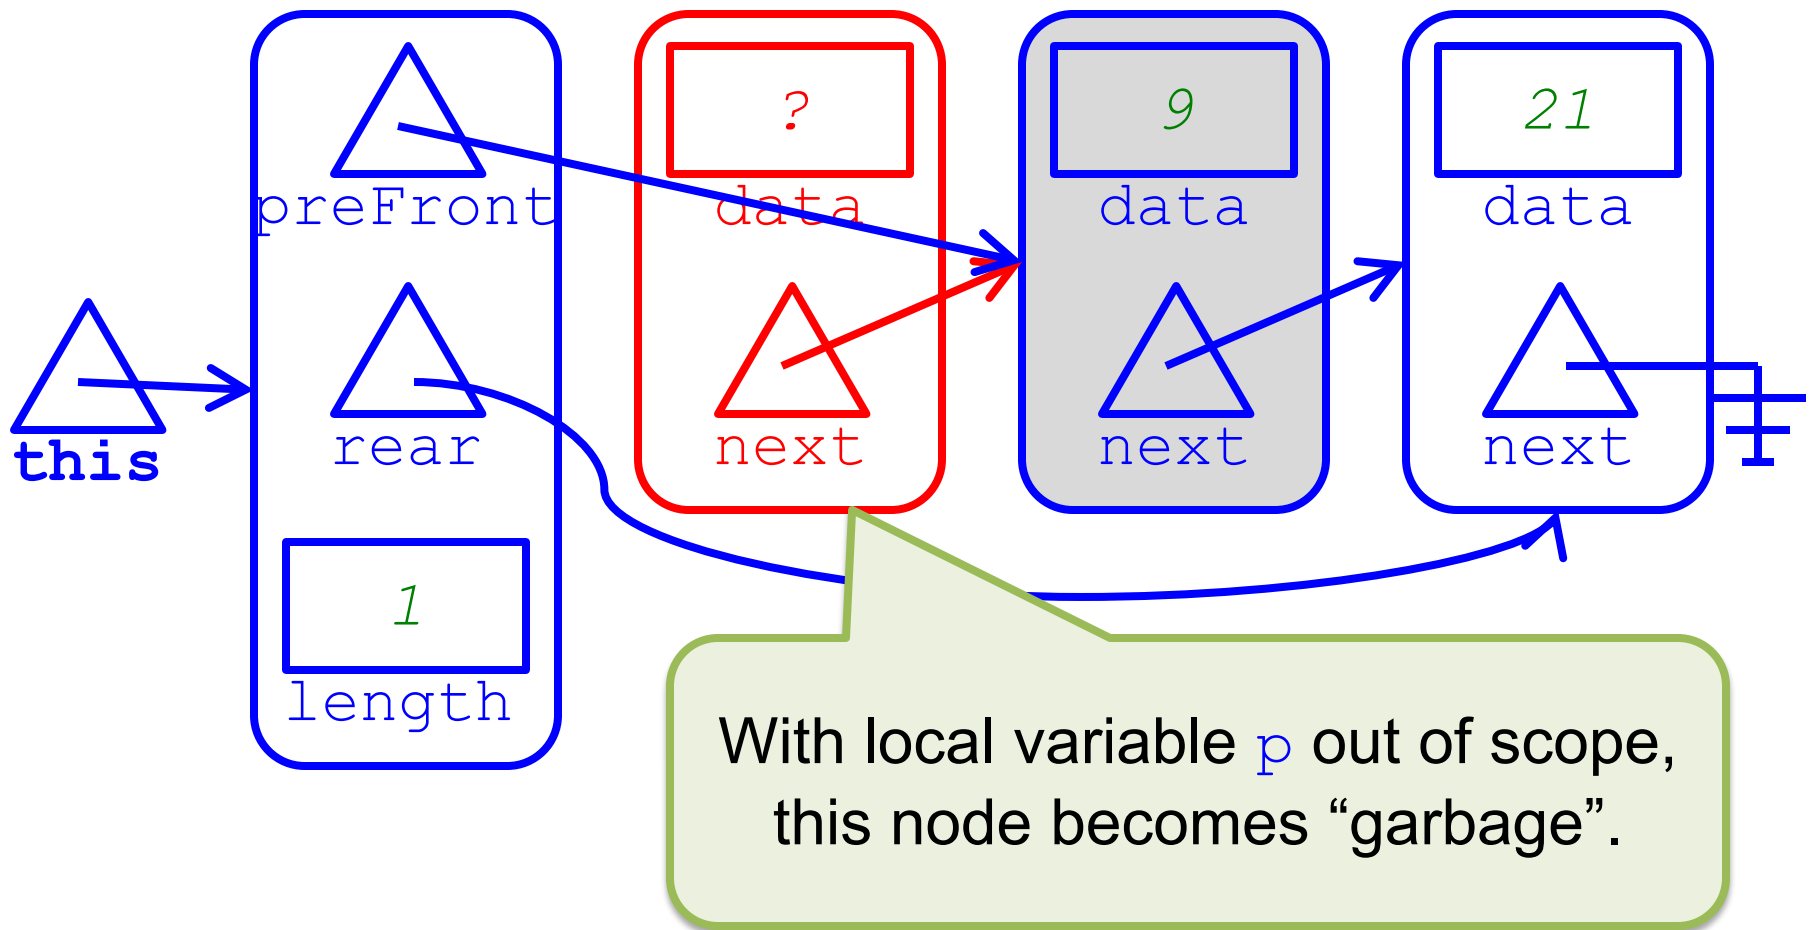 ? 9 21
preFront data data data
this rear next next next
1
length
With local variable p out of scope,
this node becomes “garbage”.